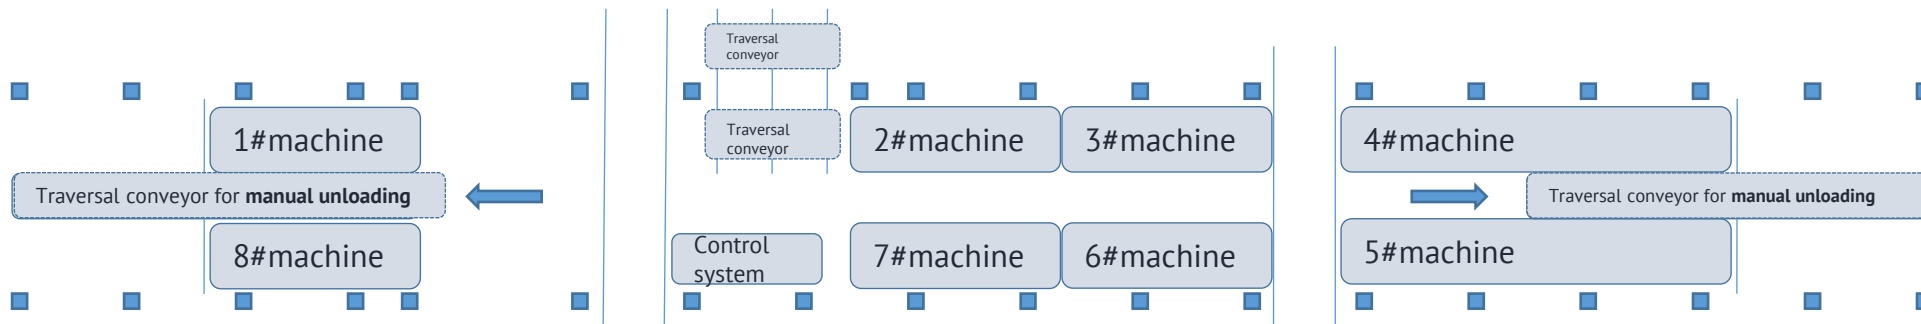 Traversal
conveyor
1#machine
Traversal
conveyor
2#machine
3#machine
4#machine
Traversal conveyor for manual unloading
Traversal conveyor for manual unloading
8#machine
Control
system
7#machine
6#machine
5#machine